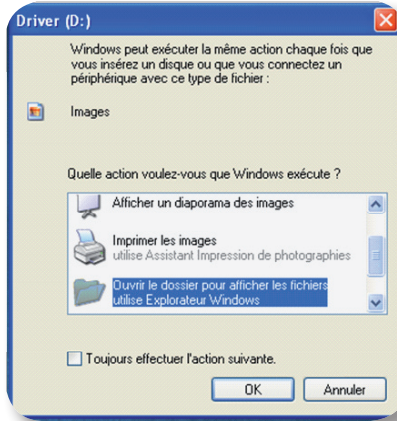 Driver (D:)
Windows peut exécuter la même action chaque fois que
vous insérez un disque ou que vous connectez un
périphérique avec ce type de fichier :
Images
Quelle action voulez-vous que Windows exécute ?
Afficher un diaporama des images
Imprimer les images
utilise Assistant Impression de photographies
Ouvrir le dossier pour afficher les fichiers
utilise Explorateur Windows
Toujours effectuer l'action suivante.
OK
Annuler